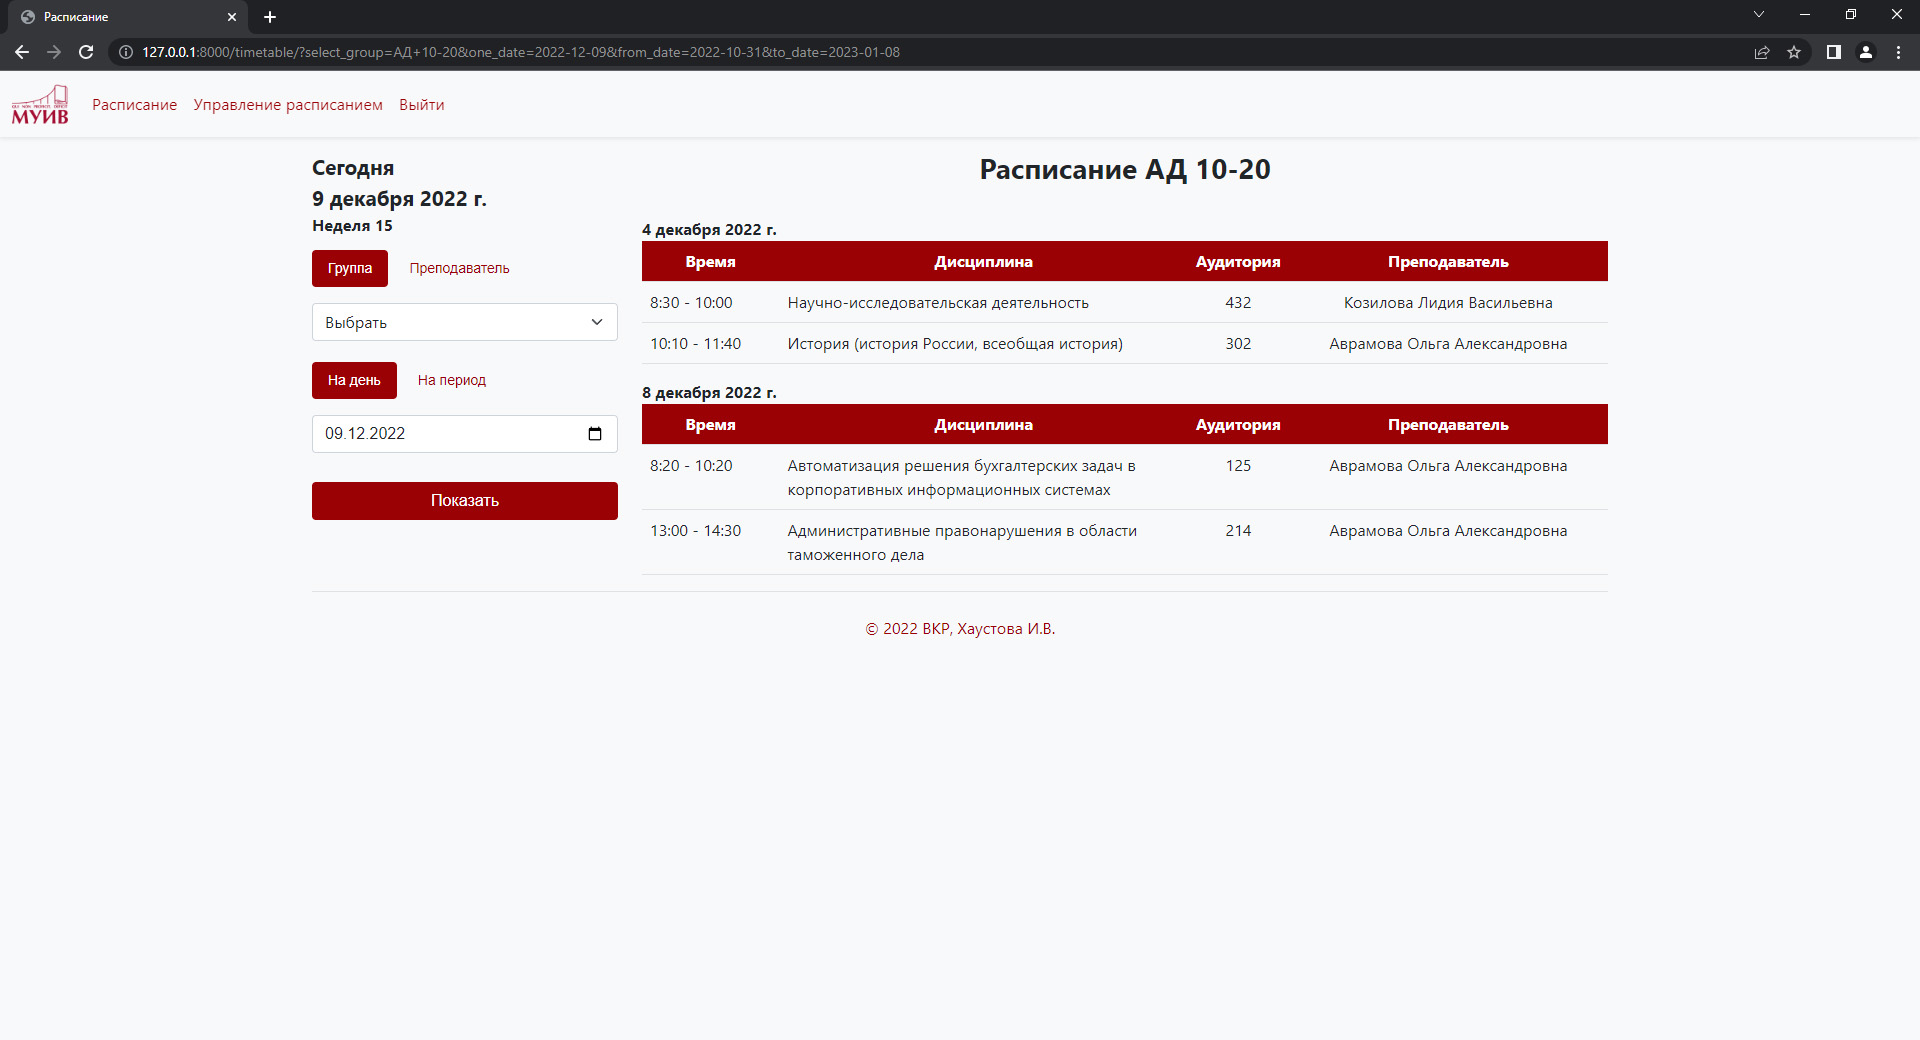 Расписание
127.0.0.1:8000/timetable/?select_group=АД+10-20&one_date=2022-12-09&from_date=2022-10-31&to_date=2023-01-08
МУИВ
Расписание Управление расписанием Выйти
Сегодня
9 декабря 2022 г.
Неделя 15
Группа Преподаватель
Выбрать
На день На период
09.12.2022
Показать
Расписание АД 10-20
4 декабря 2022 г.
Время Дисциплина Аудитория Преподаватель
8:30 - 10:00 Научно-исследовательская деятельность 432 Козилова Лидия Васильевна
10:10 - 11:40 История (история России, всеобщая история) 302 Аврамова Ольга Александровна
8 декабря 2022 г.
Время Дисциплина Аудитория Преподаватель
8:20 - 10:20 Автоматизация решения бухгалтерских задач в 125 Аврамова Ольга Александровна
корпоративных информационных системах
13:00 - 14:30 Административные правонарушения в области 214 Аврамова Ольга Александровна
таможенного дела
© 2022 ВКР, Хаустова И.В.